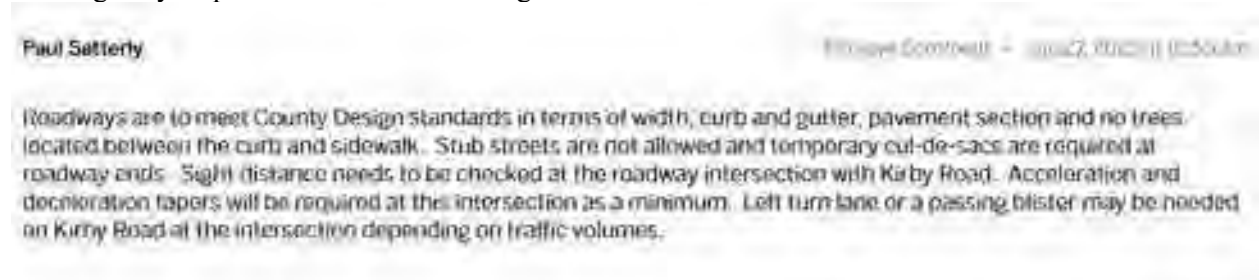 Paul Satterly
Roadways are to meet County Design standards in terms of width, curb and gutter, pavement section and no trees
located between the curb and sidewalk. Stub streets are not allowed and temporary cul-de-sacs are required at
roadway ends. Sight distance needs to be checked at the roadway intersection with Kirby Road. Acceleration and
deceleration tapers will be required at this intersection as a minimum. Left turn lane or a passing blister may be needed
on Kirby Road at the intersection depending on traffic volumes.